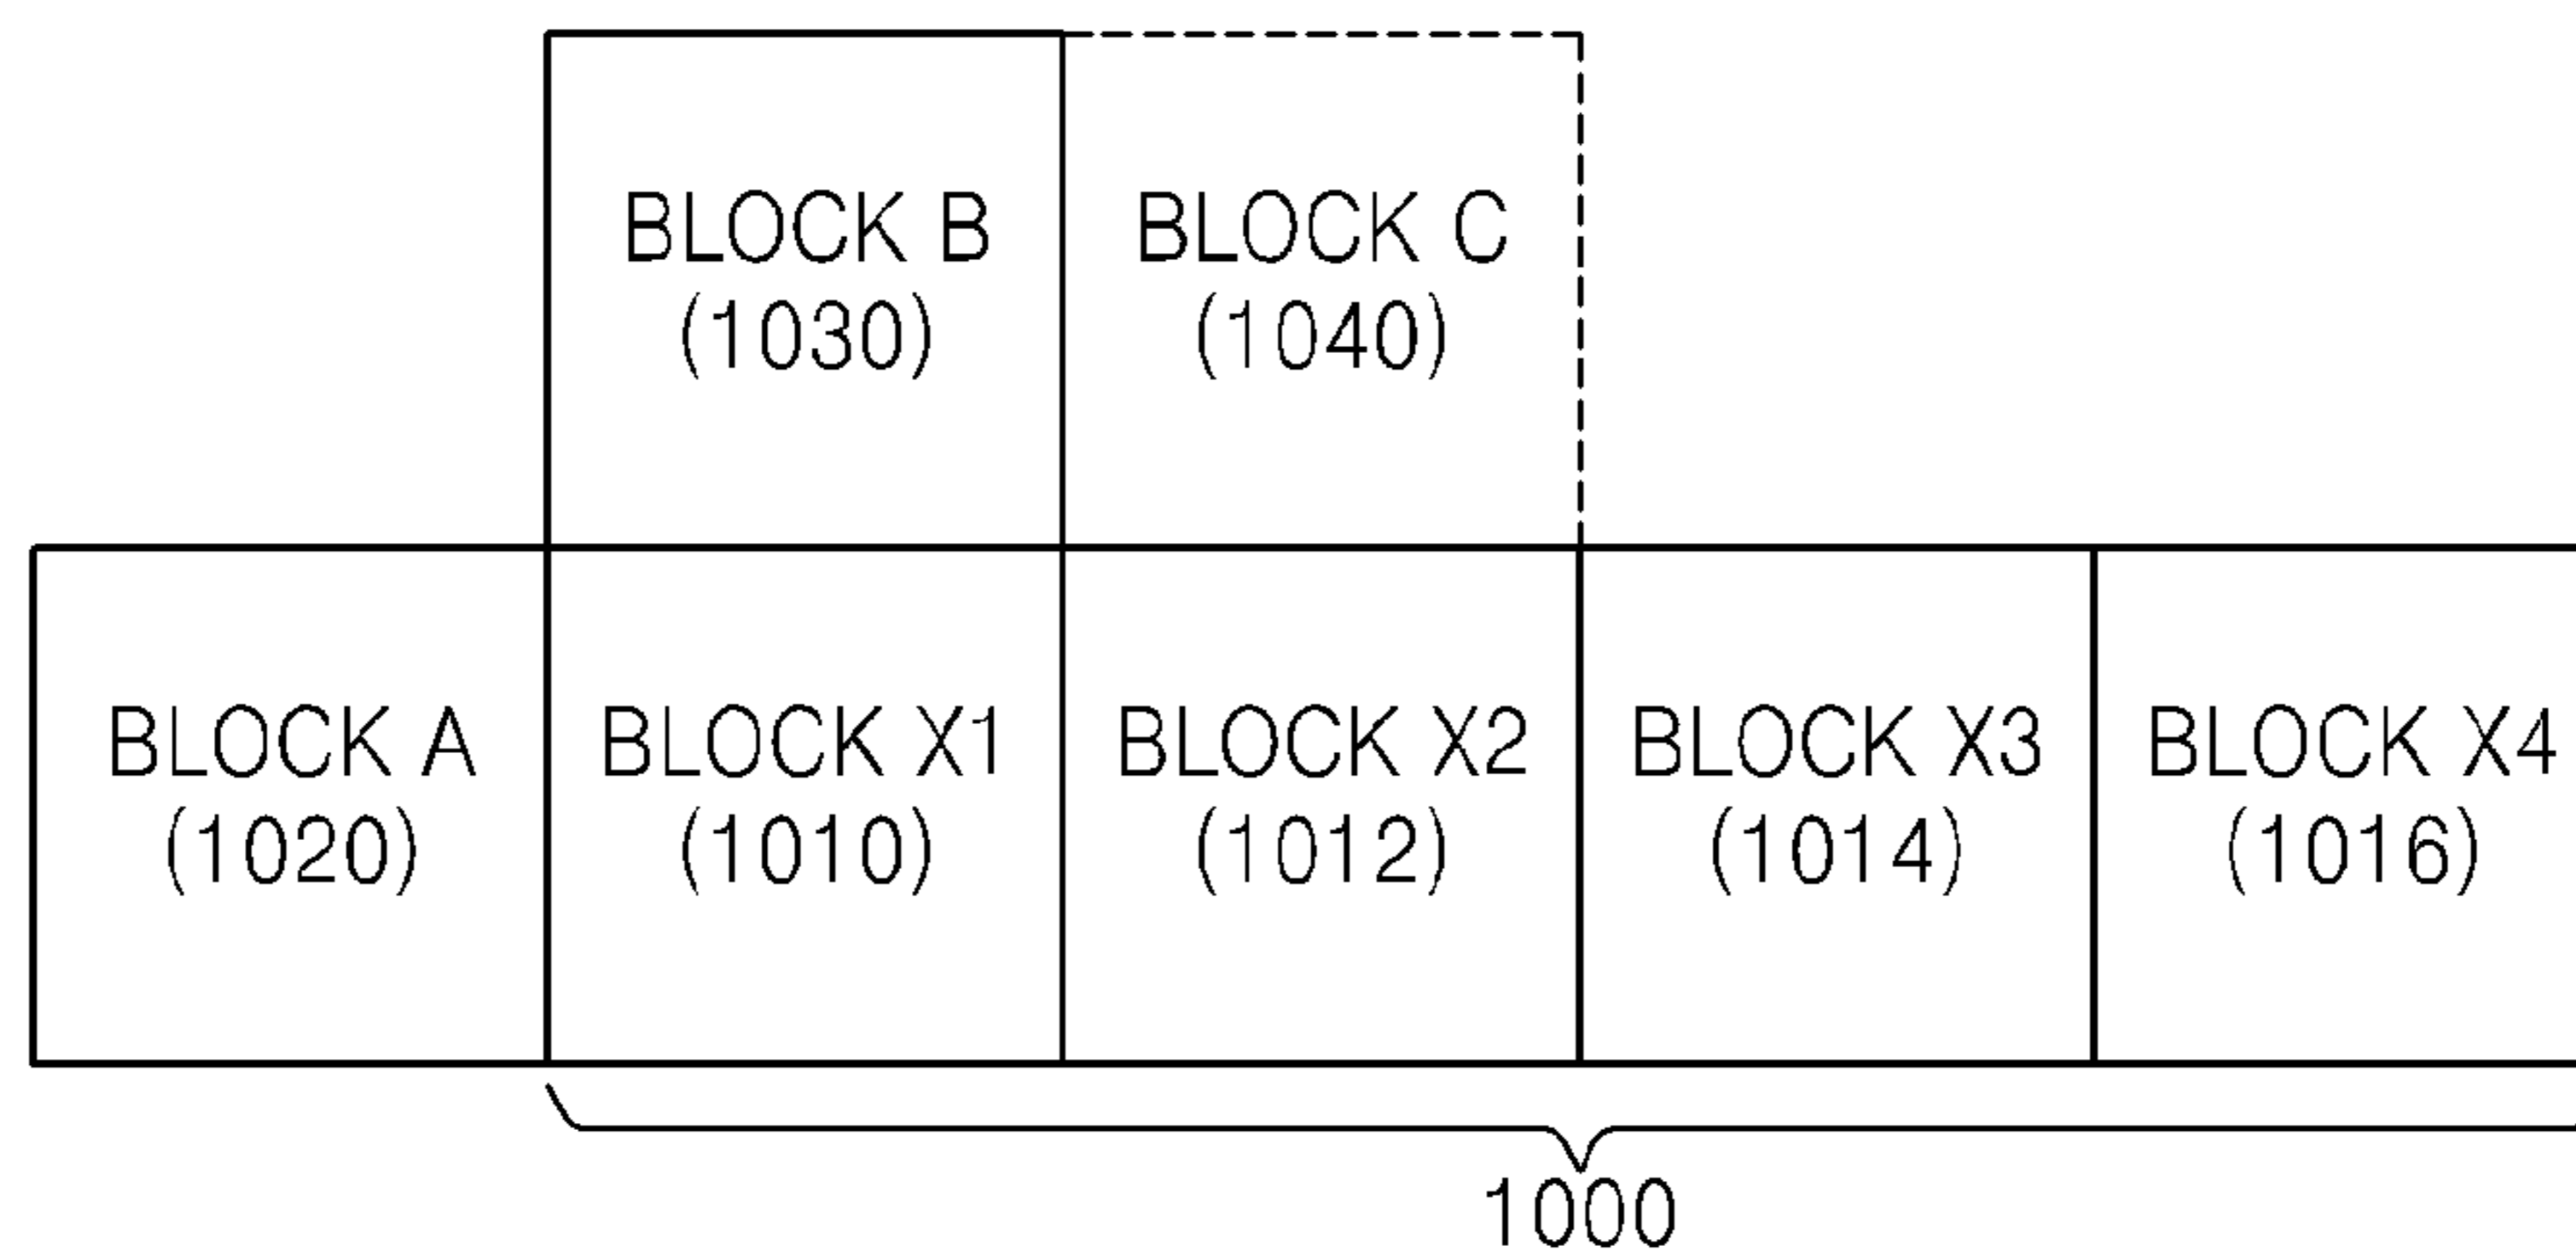 BLOCK B
(1030)
BLOCK C
(1040)
BLOCK A
(1020)
BLOCK X1
(1010)
BLOCK X2
(1012)
BLOCK X3
(1014)
BLOCK X4
(1016)
1000